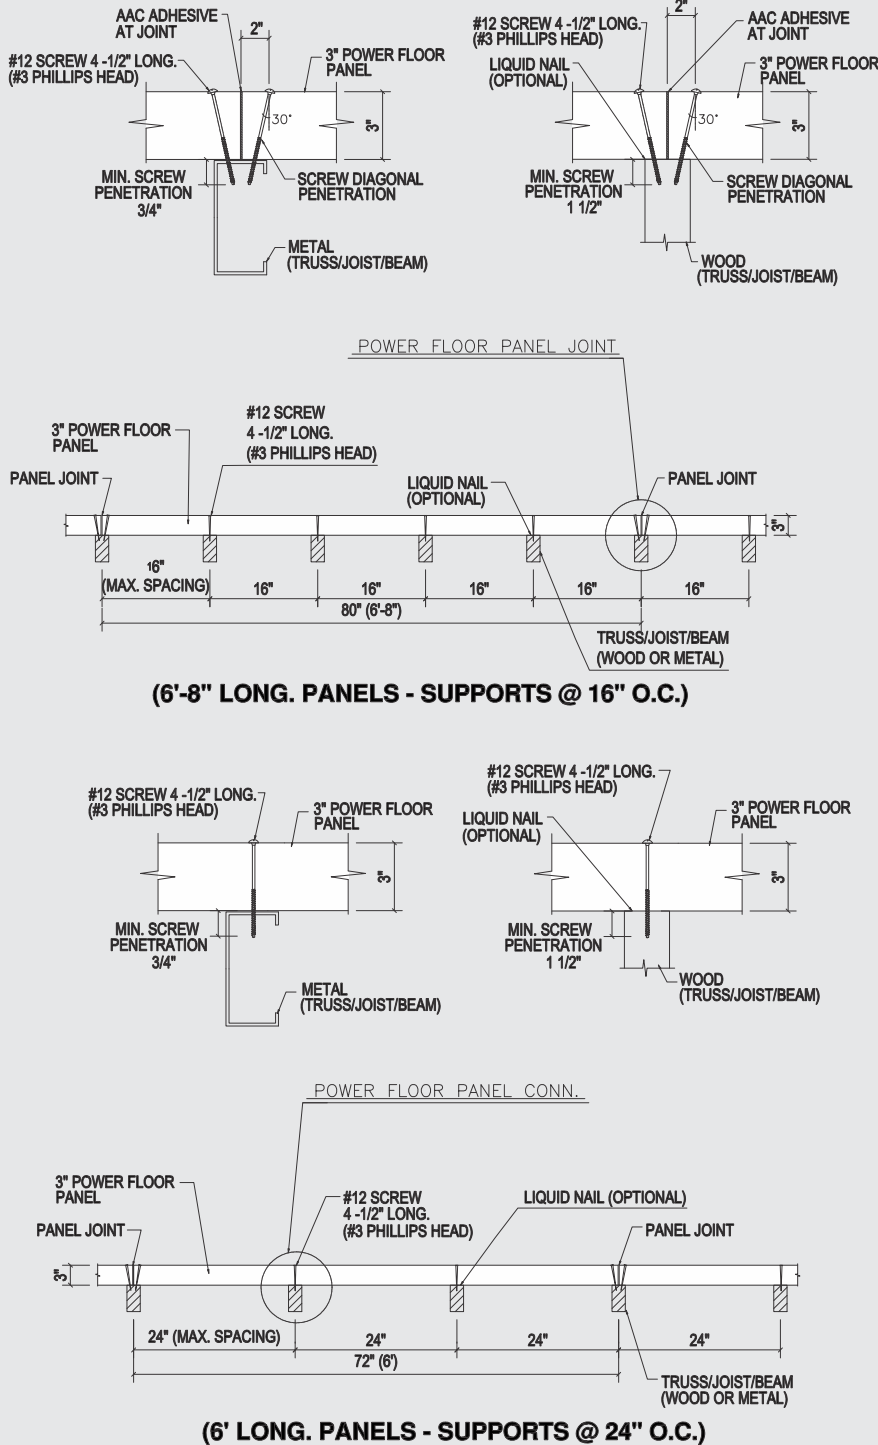 AAC ADHESIVE
AT JOINT
2"
#12 SCREW 4 -1/2" LONG.
(#3 PHILLIPS HEAD)
3" POWER FLOOR
PANEL
30°
3"
MIN. SCREW
PENETRATION
3/4"
SCREW DIAGONAL
PENETRATION
METAL
(TRUSS/JOIST/BEAM)
2"
#12 SCREW 4 -1/2" LONG.
(#3 PHILLIPS HEAD)
AAC ADHESIVE
AT JOINT
LIQUID NAIL
(OPTIONAL)
3" POWER FLOOR
PANEL
30°
3"
MIN. SCREW
PENETRATION
1 1/2"
SCREW DIAGONAL
PENETRATION
WOOD
(TRUSS/JOIST/BEAM)
POWER FLOOR PANEL JOINT
#12 SCREW
4 -1/2" LONG.
(#3 PHILLIPS HEAD)
3" POWER FLOOR
PANEL
PANEL JOINT
LIQUID NAIL
(OPTIONAL)
PANEL JOINT
3"
16"
(MAX. SPACING)
16"
16"
16"
16"
16"
80" (6'-8")
TRUSS/JOIST/BEAM
(WOOD OR METAL)
(6'-8" LONG. PANELS - SUPPORTS @ 16" O.C.)
#12 SCREW 4 -1/2" LONG.
(#3 PHILLIPS HEAD)
3" POWER FLOOR
PANEL
3"
MIN. SCREW
PENETRATION
3/4"
METAL
(TRUSS/JOIST/BEAM)
#12 SCREW 4 -1/2" LONG.
(#3 PHILLIPS HEAD)
LIQUID NAIL
(OPTIONAL)
3" POWER FLOOR
PANEL
3"
MIN. SCREW
PENETRATION
1 1/2"
WOOD
(TRUSS/JOIST/BEAM)
POWER FLOOR PANEL CONN.
3" POWER FLOOR
PANEL
PANEL JOINT
#12 SCREW
4 -1/2" LONG.
(#3 PHILLIPS HEAD)
LIQUID NAIL (OPTIONAL)
PANEL JOINT
3"
24" (MAX. SPACING)
24"
24"
24"
72" (6')
TRUSS/JOIST/BEAM
(WOOD OR METAL)
(6' LONG. PANELS - SUPPORTS @ 24" O.C.)